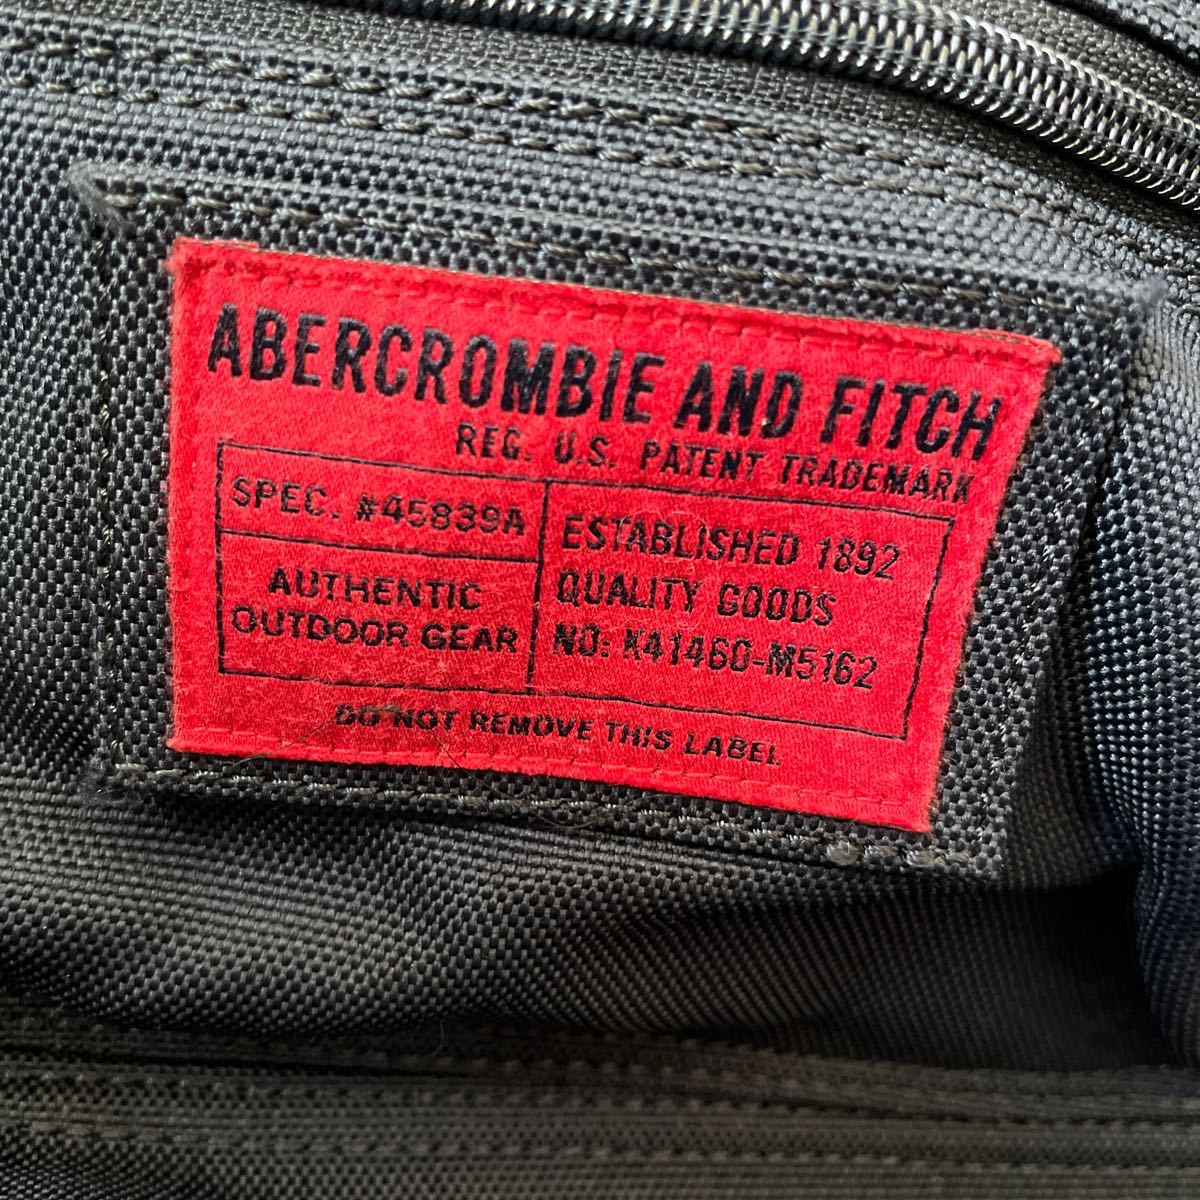 ABERCROMBIE AND FITCH
REG. U.S. PATENT TRADEMARK
SPEC. #45839A
AUTHENTIC
OUTDOOR GEAR
ESTABLISHED 1892
QUALITY GOODS
NO: K41460-M5162
DO NOT REMOVE THIS LABEL